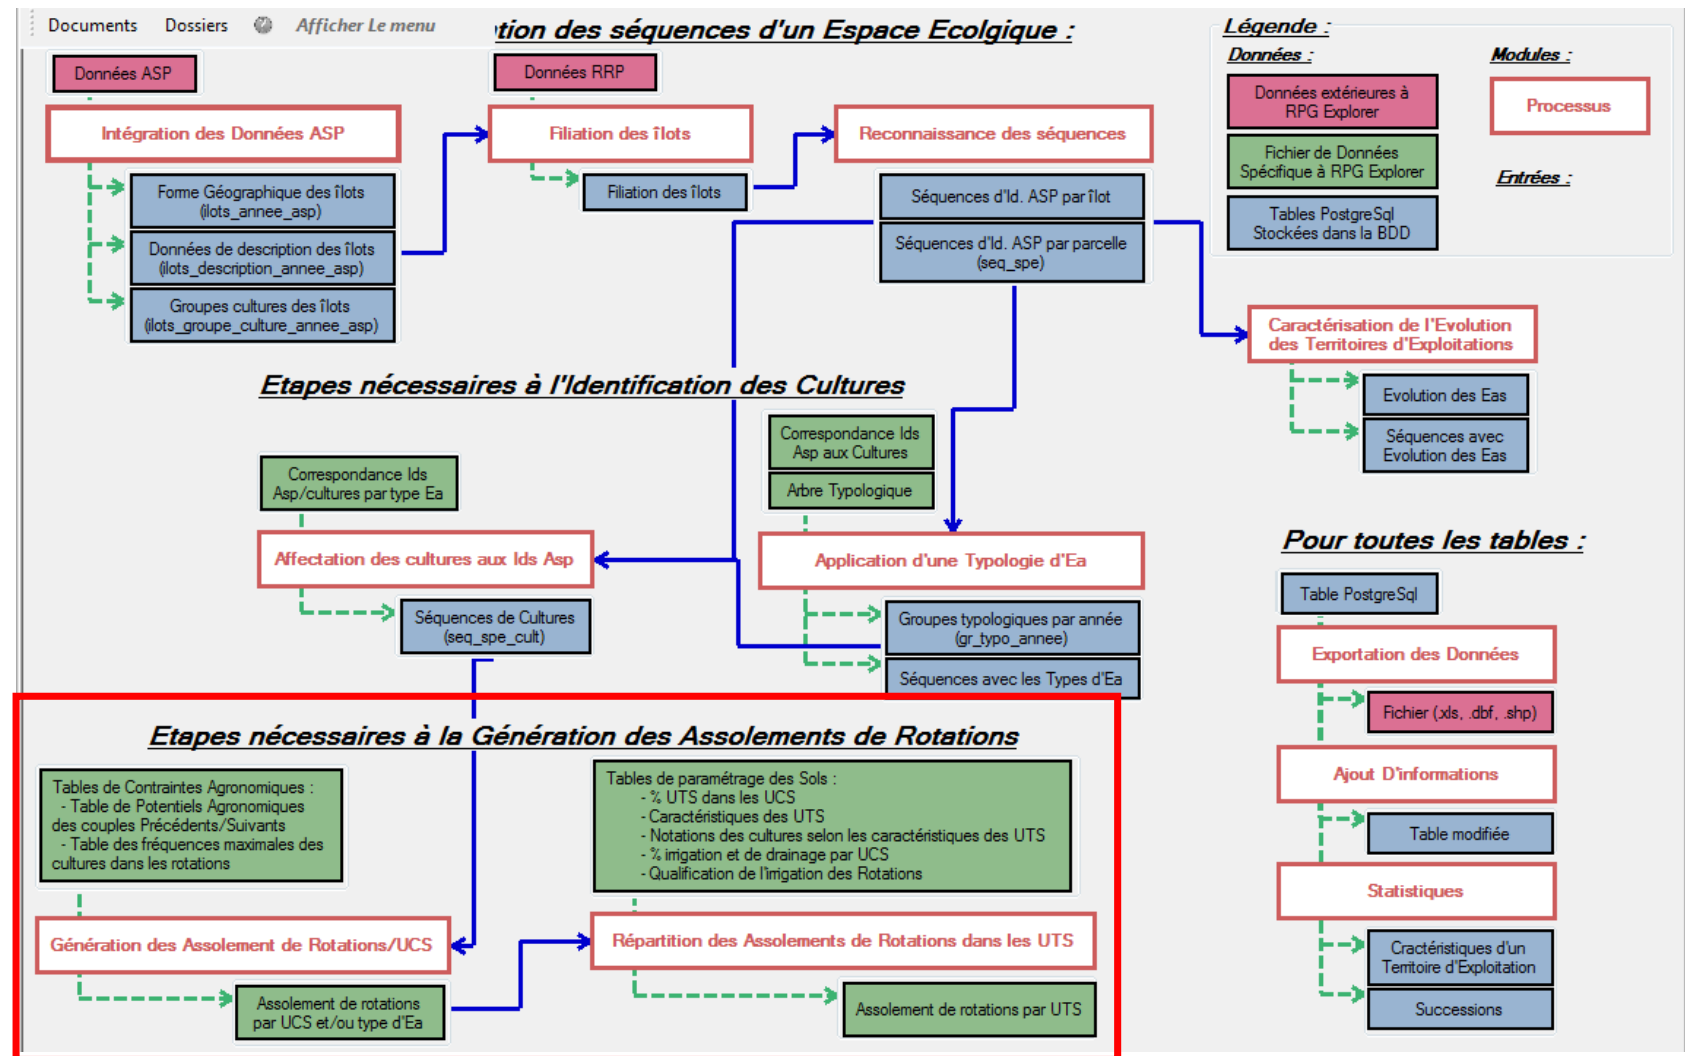 Documents Dossiers Afficher Le menu
tion des séquences d'un Espace Ecolgique :
Légende :
Données :
Modules :
Données extérieures à
RPG Explorer
Processus
Fichier de Données
Spécifique à RPG Explorer
Entrées :
Tables PostgreSql
Stockées dans la BDD
Données ASP
Données RRP
Intégration des Données ASP
Filiation des îlots
Reconnaissance des séquences
Forme Géographique des îlots
(ilots_annee_asp)
Données de description des îlots
(ilots_description_annee_asp)
Groupes cultures des îlots
(ilots_groupe_culture_annee_asp)
Filiation des îlots
Séquences d'Id. ASP par îlot
Séquences d'Id. ASP par parcelle
(seq_spe)
Caractérisation de l'Evolution
des Territoires d'Exploitations
Evolution des Eas
Séquences avec
Evolution des Eas
Etapes nécessaires à l'Identification des Cultures
Correspondance Ids
Asp/cultures par type Ea
Correspondance Ids
Asp aux Cultures
Arbre Typologique
Affectation des cultures aux Ids Asp
Application d'une Typologie d'Ea
Séquences de Cultures
(seq_spe_cult)
Groupes typologiques par année
(gr_typo_annee)
Séquences avec les Types d'Ea
Pour toutes les tables :
Table PostgreSql
Exportation des Données
Fichier (.xls, .dbf, .shp)
Ajout D'informations
Table modifiée
Statistiques
Cractéristiques d'un
Territoire d'Exploitation
Successions
Etapes nécessaires à la Génération des Assolements de Rotations
Tables de Contraintes Agronomiques :
- Table de Potentiels Agronomiques
des couples Précédents/Suivants
- Table des fréquences maximales des
cultures dans les rotations
Tables de paramétrage des Sols :
- % UTS dans les UCS
- Caractéristiques des UTS
- Notations des cultures selon les caractéristiques des UTS
- % irrigation et de drainage par UCS
- Qualification de l'irrigation des Rotations
Génération des Assolement de Rotations/UCS
Répartition des Assolements de Rotations dans les UTS
Assolement de rotations
par UCS et/ou type d'Ea
Assolement de rotations par UTS